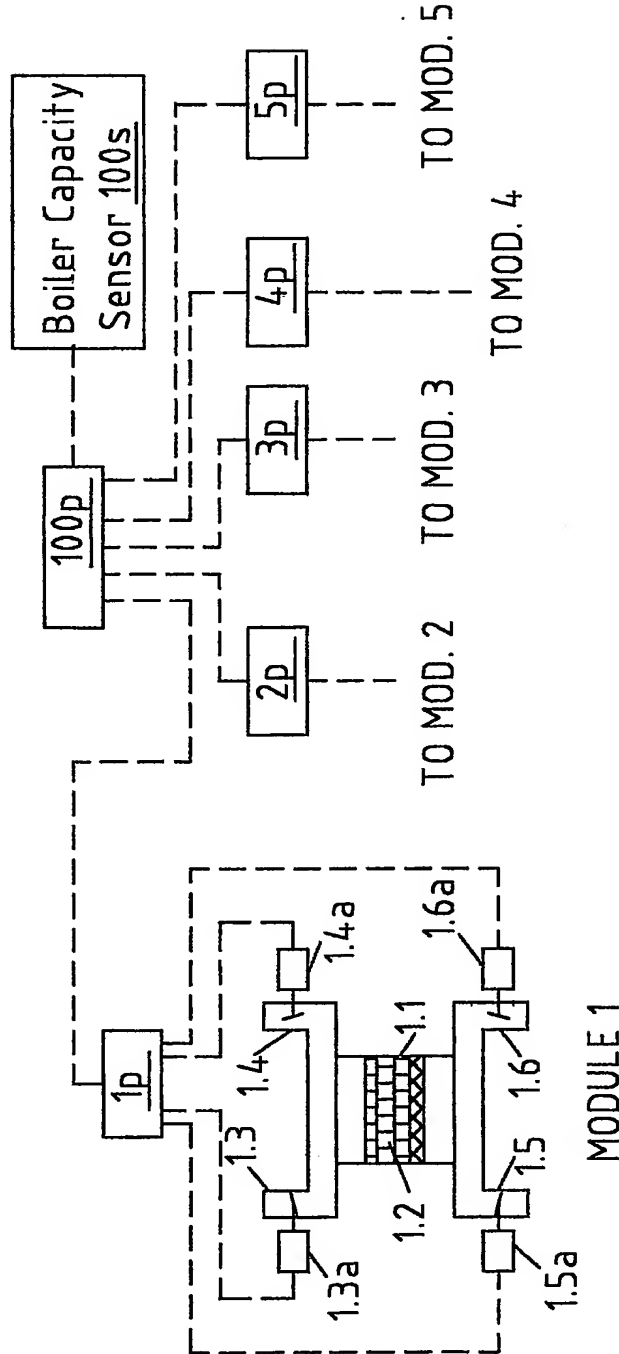 Boiler Capacity
Sensor 100s
100p
1p
2p
3p
4p
5p
TO MOD. 2
TO MOD. 3
TO MOD. 4
TO MOD. 5
1.3
1.4
1.3a
1.4a
1.1
1.2
1.5
1.6
1.5a
1.6a
MODULE 1